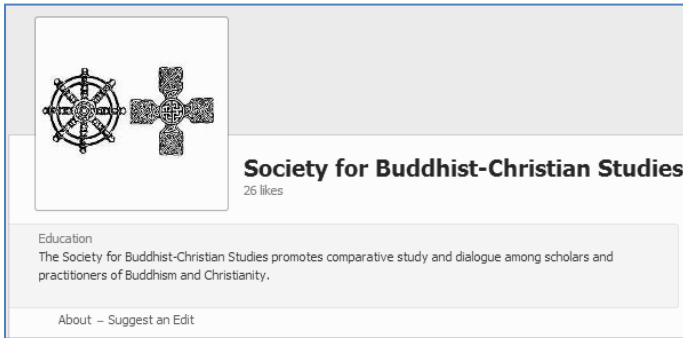 Society for Buddhist-Christian Studies
26 likes
Education
The Society for Buddhist-Christian Studies promotes comparative study and dialogue among scholars and
practitioners of Buddhism and Christianity.
About – Suggest an Edit